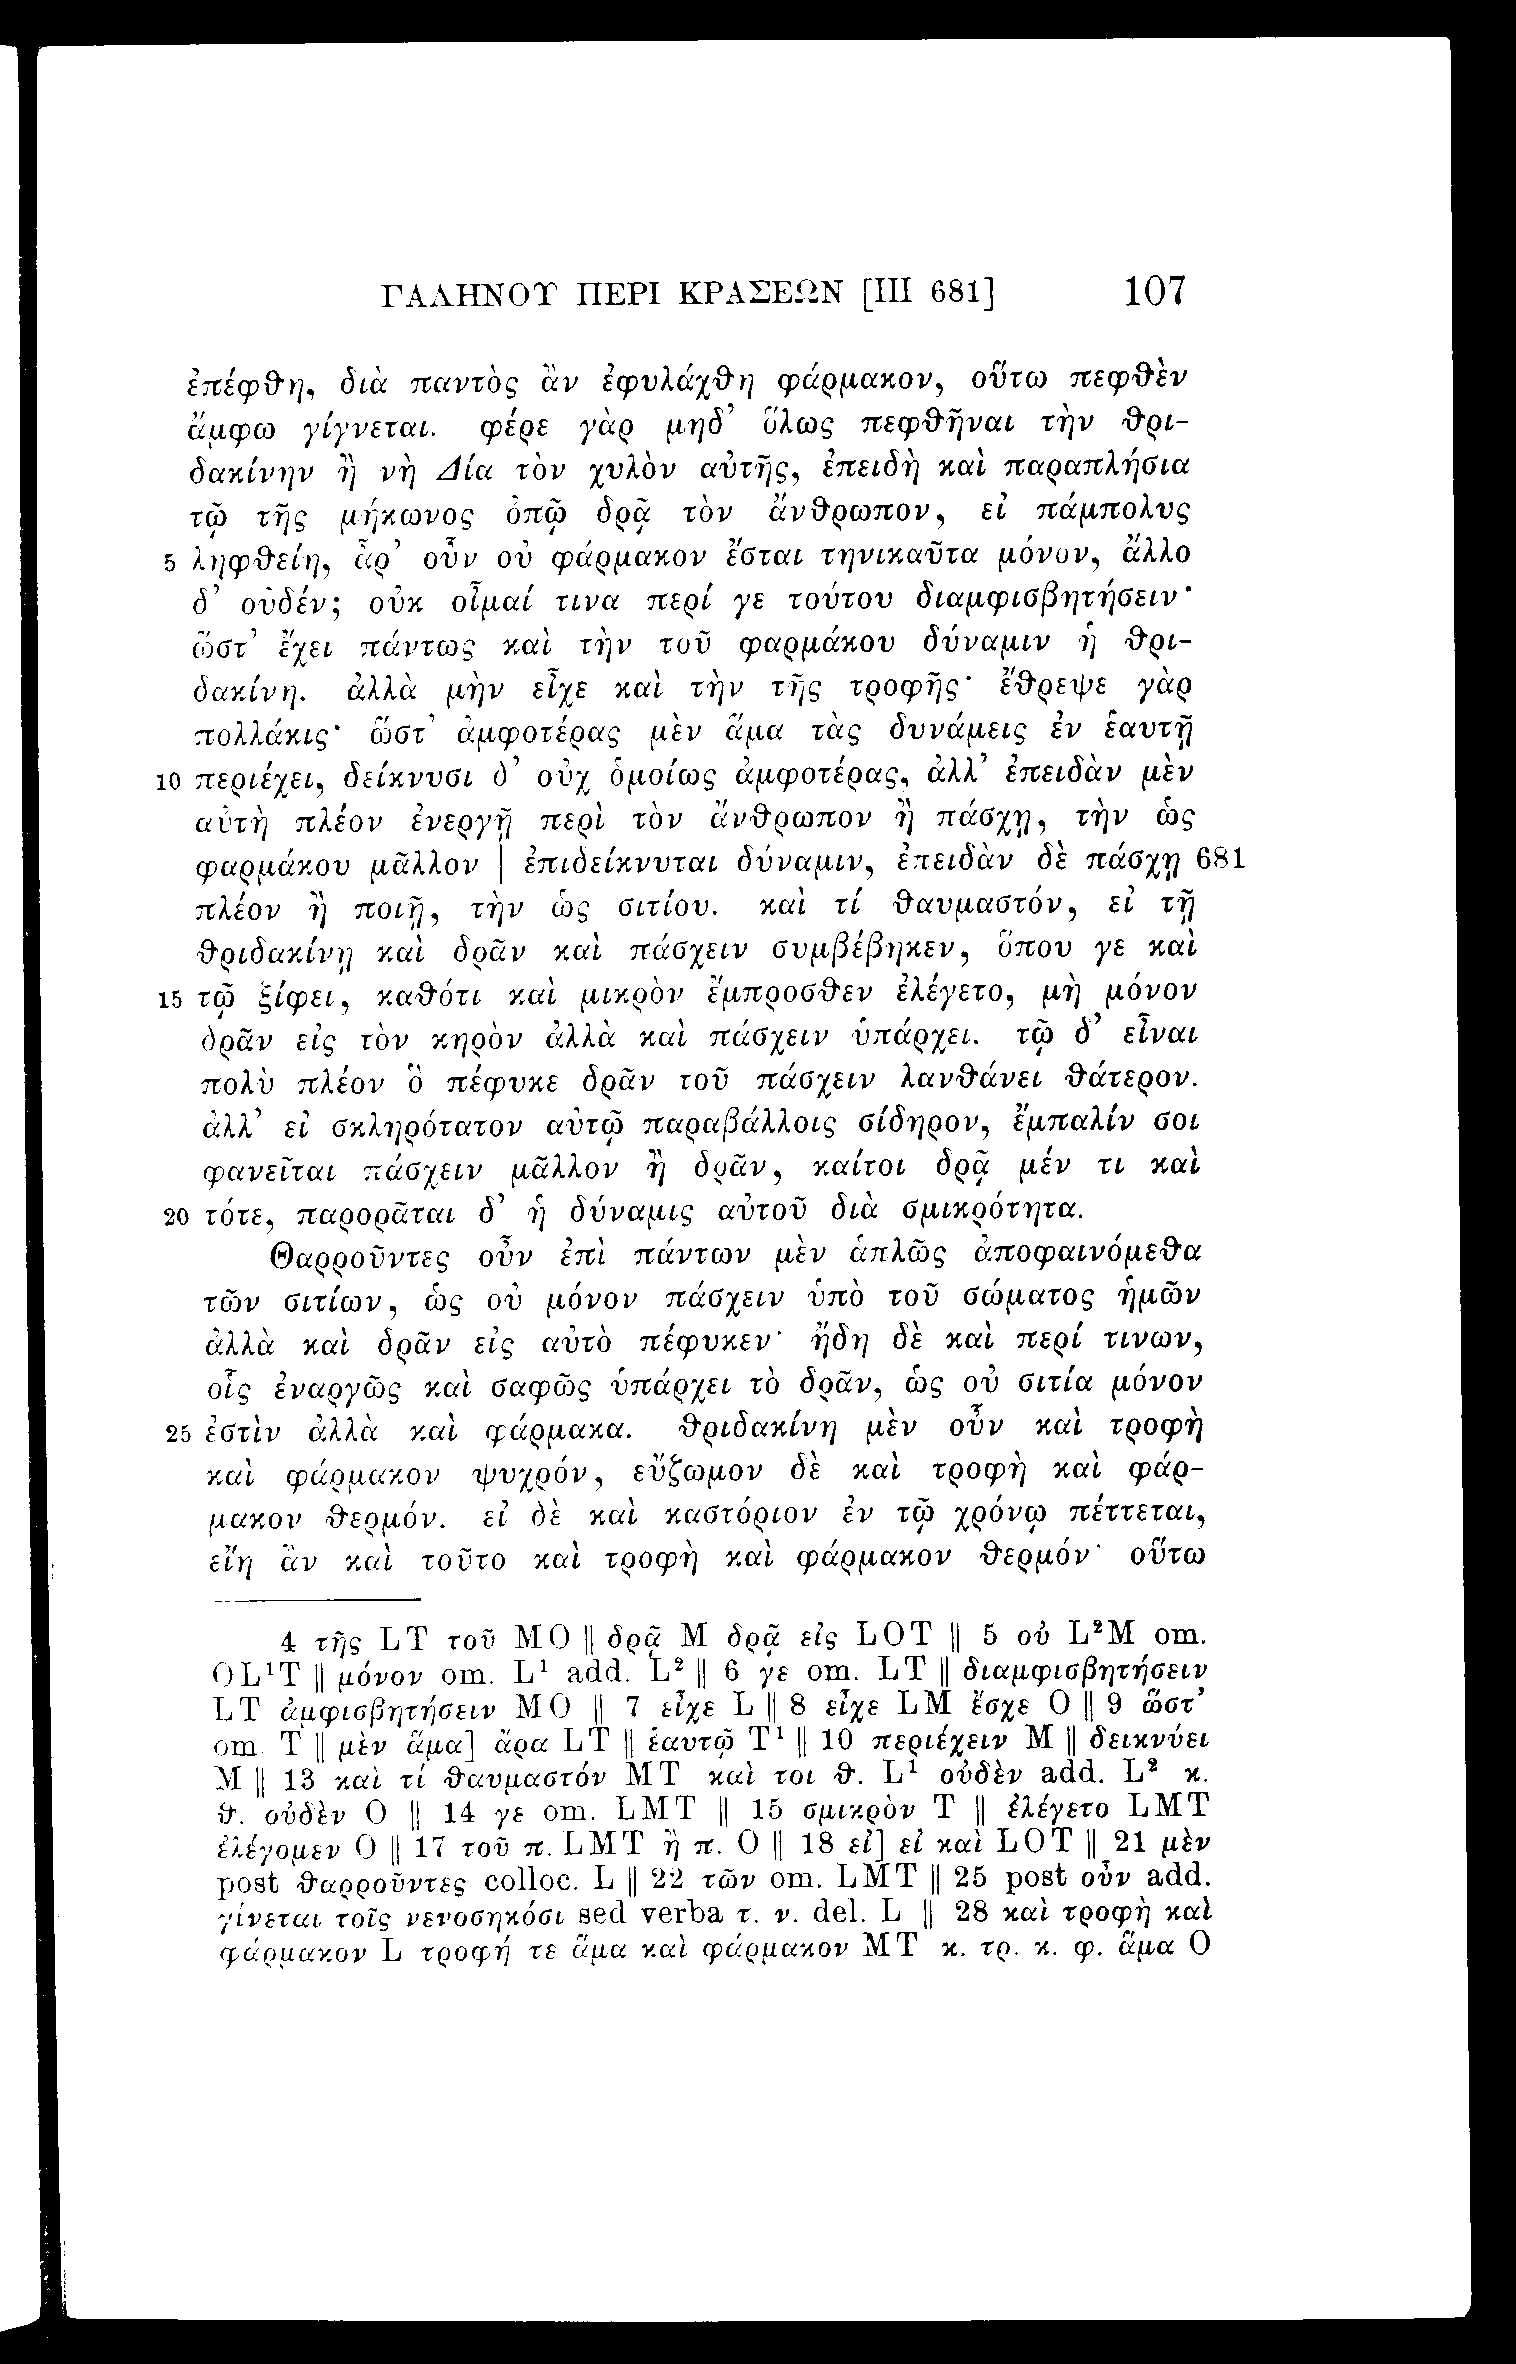 ΓΑΛΗΝΟΥ ΠΕΡΙ ΚΡΑΣΕΩΝ [III 681] 107
ἐπέφθη, διὰ παντὸς ἂν ἐφυλάχθη φάρμακον, οὕτω πεφθὲν
ἄμφω γίγνεται. φέρε γὰρ μηδ’ ὅλως πεφθῆναι τὴν θρι-
δακίνην ἢ νὴ Δία τὸν χυλὸν αὐτῆς, ἐπειδὴ καὶ παραπλήσια
τῷ τῆς μήκωνος ὀπῷ δρᾷ τὸν ἄνθρωπον, εἰ πάμπολυς
5 ληφθείη, ἆρ’ οὖν οὐ φάρμακον ἔσται τηνικαῦτα μόνον, ἄλλο
δ’ οὐδέν; οὐκ οἶμαί τινα περί γε τούτου διαμφισβητήσειν·
ὥστ’ ἔχει πάντως καὶ τὴν τοῦ φαρμάκου δύναμιν ἡ θρι-
δακίνη. ἀλλὰ μὴν εἶχε καὶ τὴν τῆς τροφῆς· ἔθρεψε γὰρ
πολλάκις· ὥστ’ ἀμφοτέρας μὲν ἅμα τὰς δυνάμεις ἐν ἑαυτῇ
10 περιέχει, δείκνυσι δ’ οὐχ ὁμοίως ἀμφοτέρας, ἀλλ’ ἐπειδὰν μὲν
αὐτὴ πλέον ἐνεργῇ περὶ τὸν ἄνθρωπον ἢ πάσχῃ, τὴν ὡς
φαρμάκου μᾶλλον | ἐπιδείκνυται δύναμιν, ἐπειδὰν δὲ πάσχῃ 681
πλέον ἢ ποιῇ, τὴν ὡς σιτίου. καὶ τί θαυμαστόν, εἰ τῇ
θριδακίνῃ καὶ δρᾶν καὶ πάσχειν συμβέβηκεν, ὅπου γε καὶ
15 τῷ ξίφει, καθότι καὶ μικρὸν ἔμπροσθεν ἐλέγετο, μὴ μόνον
δρᾶν εἰς τὸν κηρὸν ἀλλὰ καὶ πάσχειν ὑπάρχει. τῷ δ’ εἶναι
πολὺ πλέον ὃ πέφυκε δρᾶν τοῦ πάσχειν λανθάνει θάτερον.
ἀλλ’ εἰ σκληρότατον αὐτῷ παραβάλλοις σίδηρον, ἔμπαλίν σοι
φανεῖται πάσχειν μᾶλλον ἢ δρᾶν, καίτοι δρᾷ μέν τι καὶ
20 τότε, παρορᾶται δ’ ἡ δύναμις αὐτοῦ διὰ σμικρότητα.
Θαρροῦντες οὖν ἐπὶ πάντων μὲν ἁπλῶς ἀποφαινόμεθα
τῶν σιτίων, ὡς οὐ μόνον πάσχειν ὑπὸ τοῦ σώματος ἡμῶν
ἀλλὰ καὶ δρᾶν εἰς αὐτὸ πέφυκεν· ἤδη δὲ καὶ περί τινων,
οἷς ἐναργῶς καὶ σαφῶς ὑπάρχει τὸ δρᾶν, ὡς οὐ σιτία μόνον
25 ἐστὶν ἀλλὰ καὶ φάρμακα. θριδακίνη μὲν οὖν καὶ τροφὴ
καὶ φάρμακον ψυχρόν, εὔζωμον δὲ καὶ τροφὴ καὶ φάρ-
μακον θερμόν. εἰ δὲ καὶ καστόριον ἐν τῷ χρόνῳ πέττεται,
εἴη ἂν καὶ τοῦτο καὶ τροφὴ καὶ φάρμακον θερμόν· οὕτω
4 τῆς LT τοῦ MO || δρᾷ M δρᾷ εἰς LOT || 5 οὐ L²M om.
OL¹T || μόνον om. L¹ add. L² || 6 γε om. LT || διαμφισβητήσειν
LT ἀμφισβητήσειν MO || 7 εἶχε L || 8 εἶχε LM ἔσχε O || 9 ὥστ’
om. T || μὲν ἅμα] ἄρα LT || ἑαυτῷ T¹ || 10 περιέχειν M || δεικνύει
M || 13 καὶ τί θαυμαστόν MT καὶ τοι θ. L¹ οὐδὲν add. L² κ.
θ. οὐδὲν O || 14 γε om. LMT || 15 σμικρὸν T || ἐλέγετο LMT
ἐλέγομεν O || 17 τοῦ π. LMT ἢ π. O || 18 εἰ] εἰ καὶ LOT || 21 μὲν
post θαρροῦντες colloc. L || 22 τῶν om. LMT || 25 post οὖν add.
γίνεται τοῖς νενοσηκόσι sed verba τ. ν. del. L || 28 καὶ τροφὴ καὶ
φάρμακον L τροφή τε ἅμα καὶ φάρμακον MT κ. τρ. κ. φ. ἅμα O